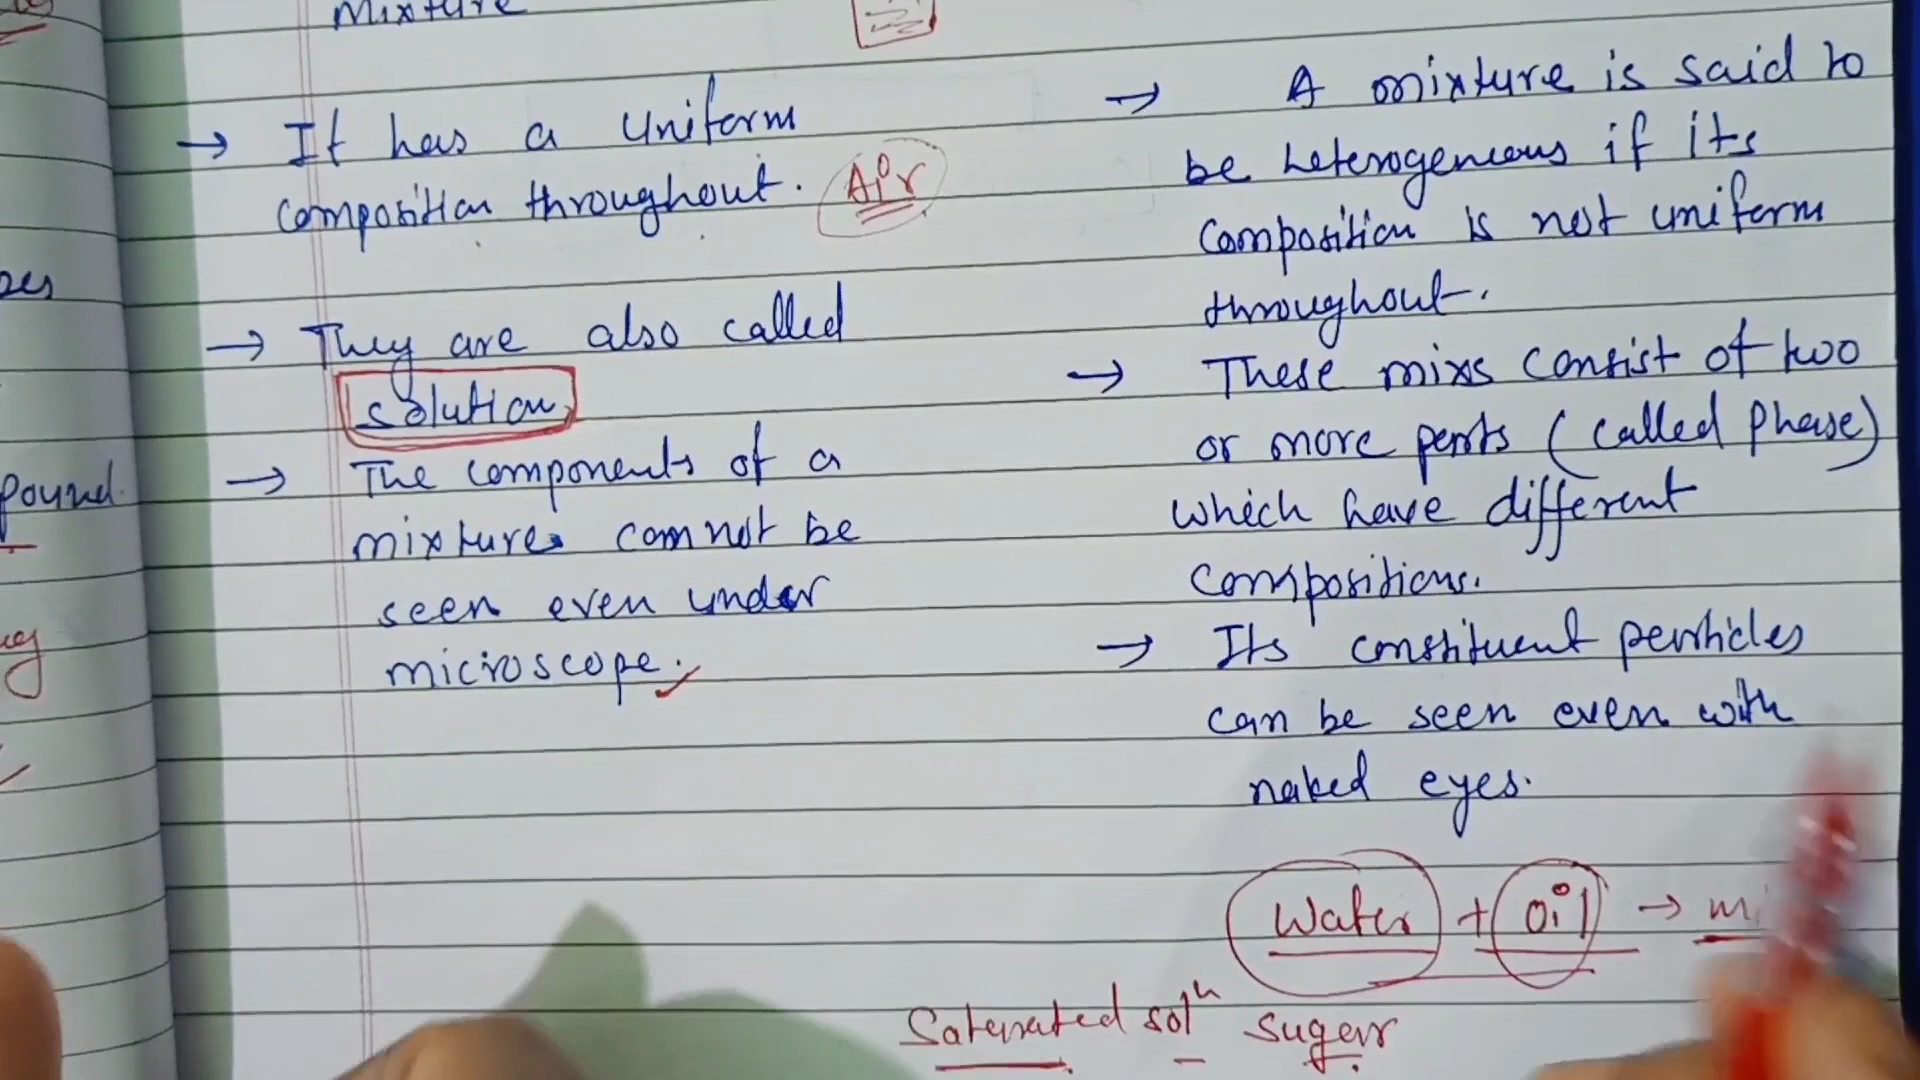 Mixture
→ It has a Uniform
composition throughout. Air
→ They are also called
solution,
→ The components of a
mixtures cannot be
seen even under
microscope.
→ A mixture is said to
be heterogeneous if its
composition is not uniform
throughout.
→ These mixs consist of two
or more parts (called Phase)
which have different
compositions.
→ Its constituent particles
can be seen even with
naked eyes.
Water + Oil →
Saturated solⁿ Sugar
pound.